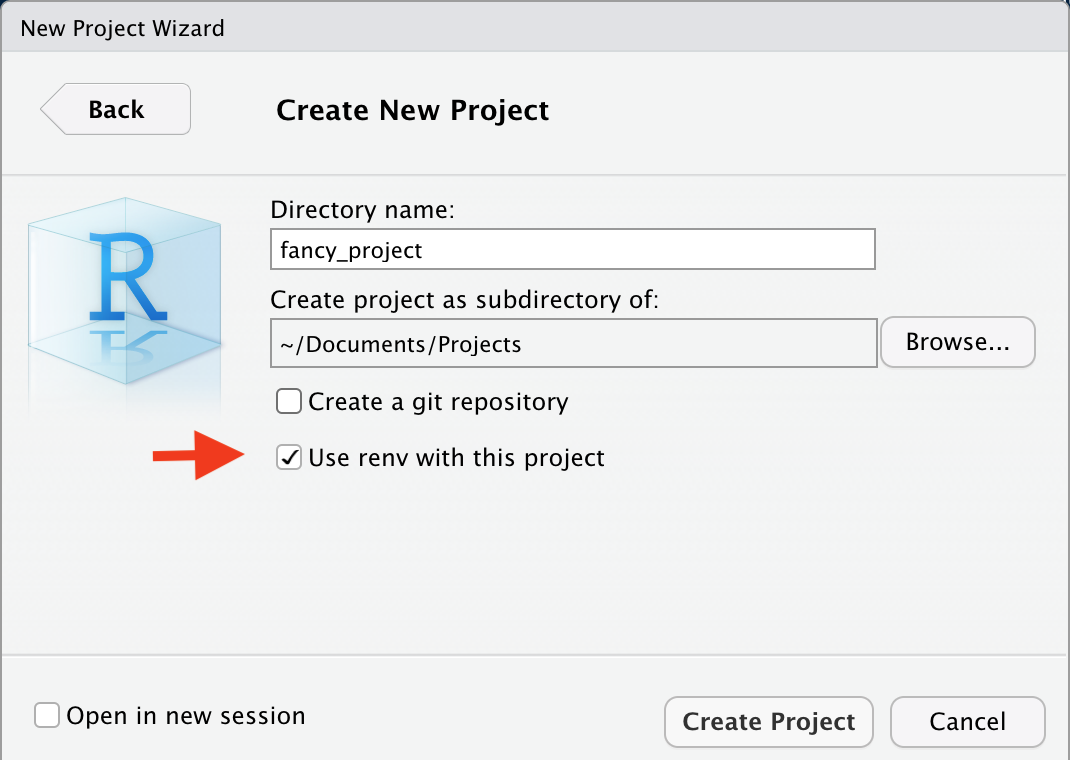 New Project Wizard
Back
Create New Project
R
Directory name:
fancy_project
Create project as subdirectory of:
~/Documents/Projects
Browse...
Create a git repository
Use renv with this project
Open in new session
Create Project
Cancel